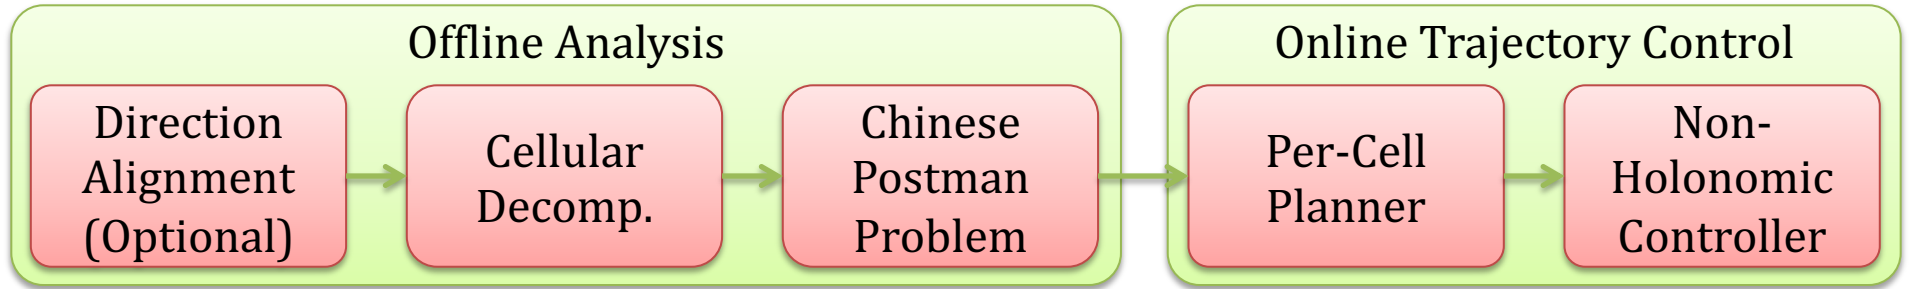 Offline Analysis
Direction
Alignment
(Optional)
Cellular
Decomp.
Chinese
Postman
Problem
Online Trajectory Control
Per-Cell
Planner
Non-
Holonomic
Controller